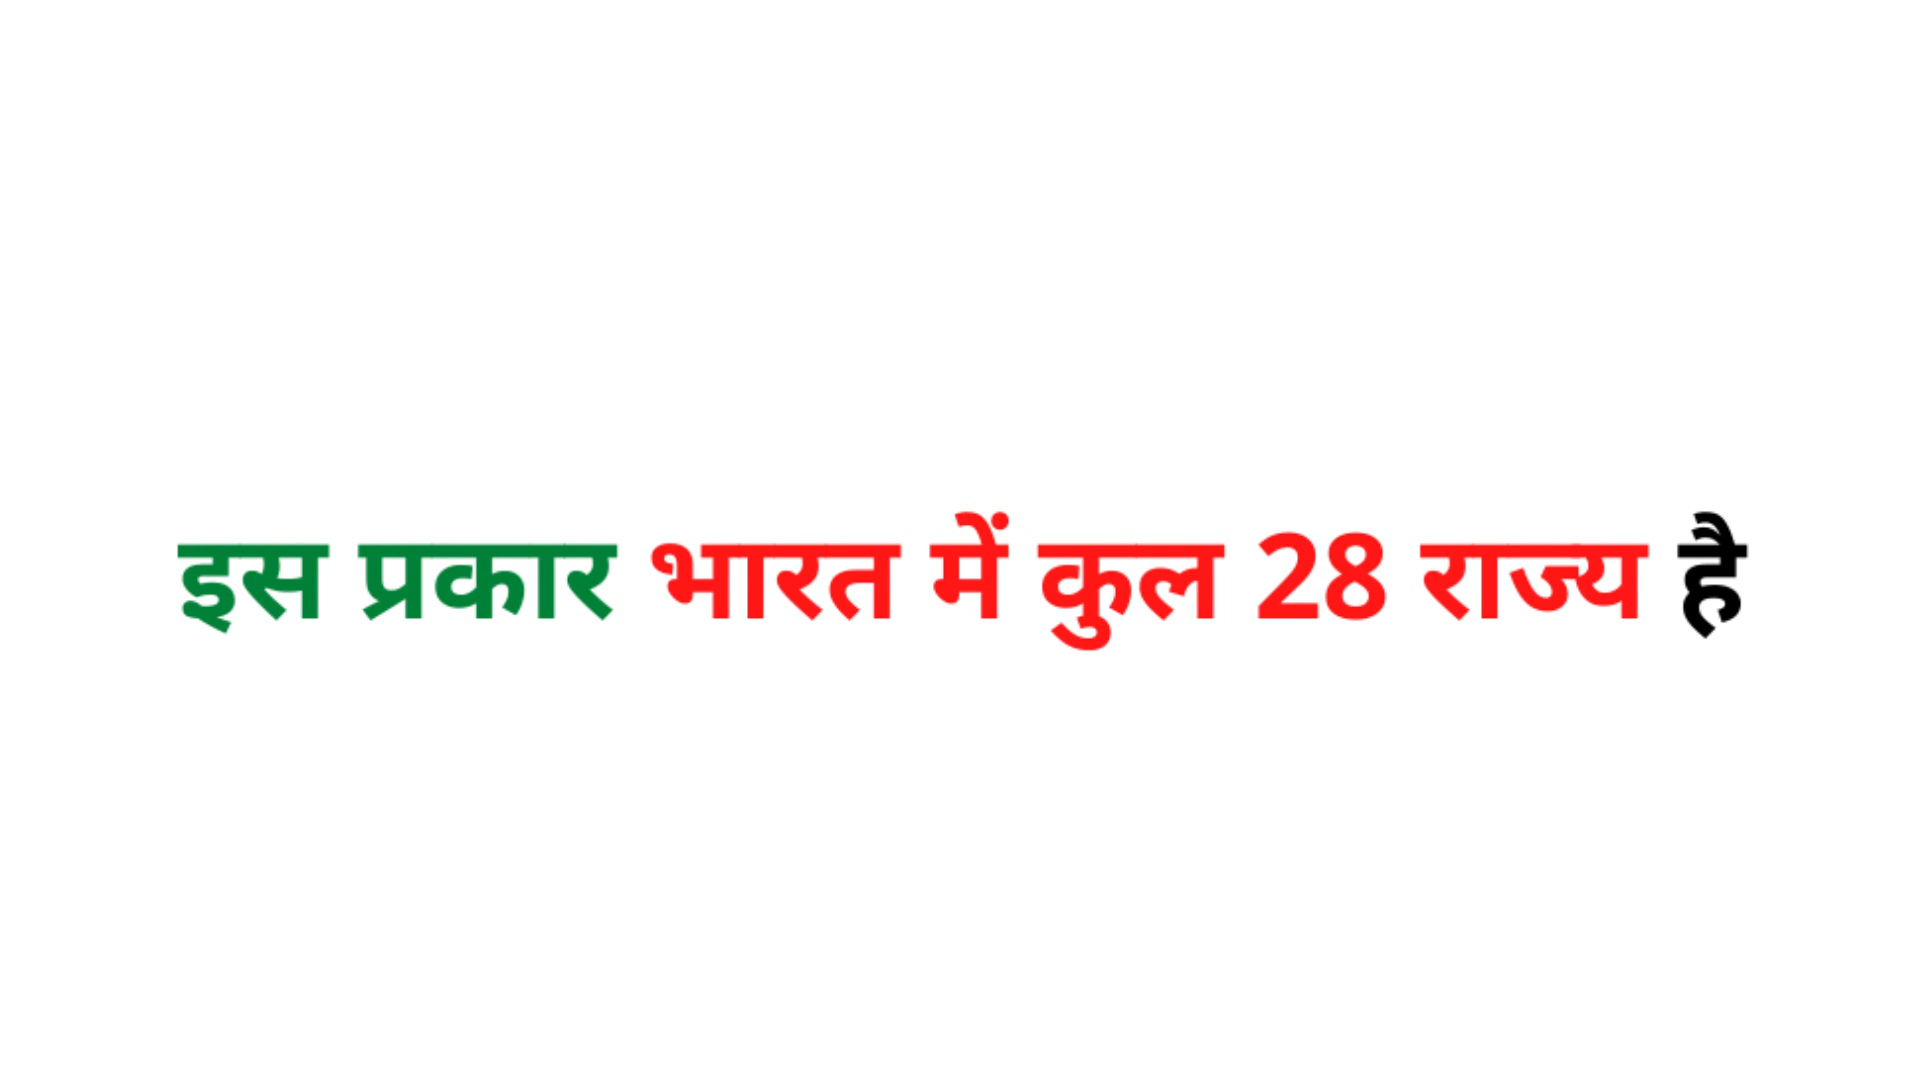 इस प्रकार भारत में कुल 28 राज्य है